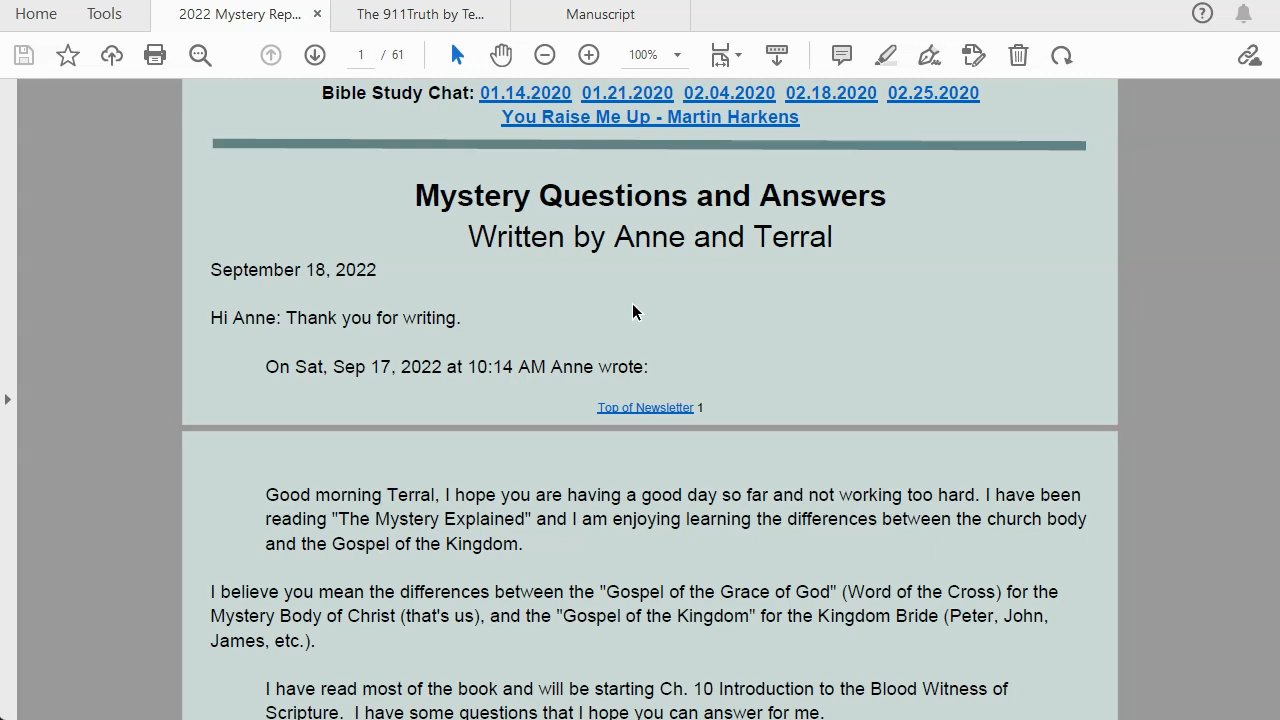 Home Tools 2022 Mystery Rep... × The 911Truth by Te... Manuscript
1 / 61 100%
Bible Study Chat: 01.14.2020 01.21.2020 02.04.2020 02.18.2020 02.25.2020
You Raise Me Up - Martin Harkens
Mystery Questions and Answers
Written by Anne and Terral
September 18, 2022
Hi Anne: Thank you for writing.
On Sat, Sep 17, 2022 at 10:14 AM Anne wrote:
Top of Newsletter 1
Good morning Terral, I hope you are having a good day so far and not working too hard. I have been
reading "The Mystery Explained" and I am enjoying learning the differences between the church body
and the Gospel of the Kingdom.
I believe you mean the differences between the "Gospel of the Grace of God" (Word of the Cross) for the
Mystery Body of Christ (that's us), and the "Gospel of the Kingdom" for the Kingdom Bride (Peter, John,
James, etc.).
I have read most of the book and will be starting Ch. 10 Introduction to the Blood Witness of
Scripture. I have some questions that I hope you can answer for me.